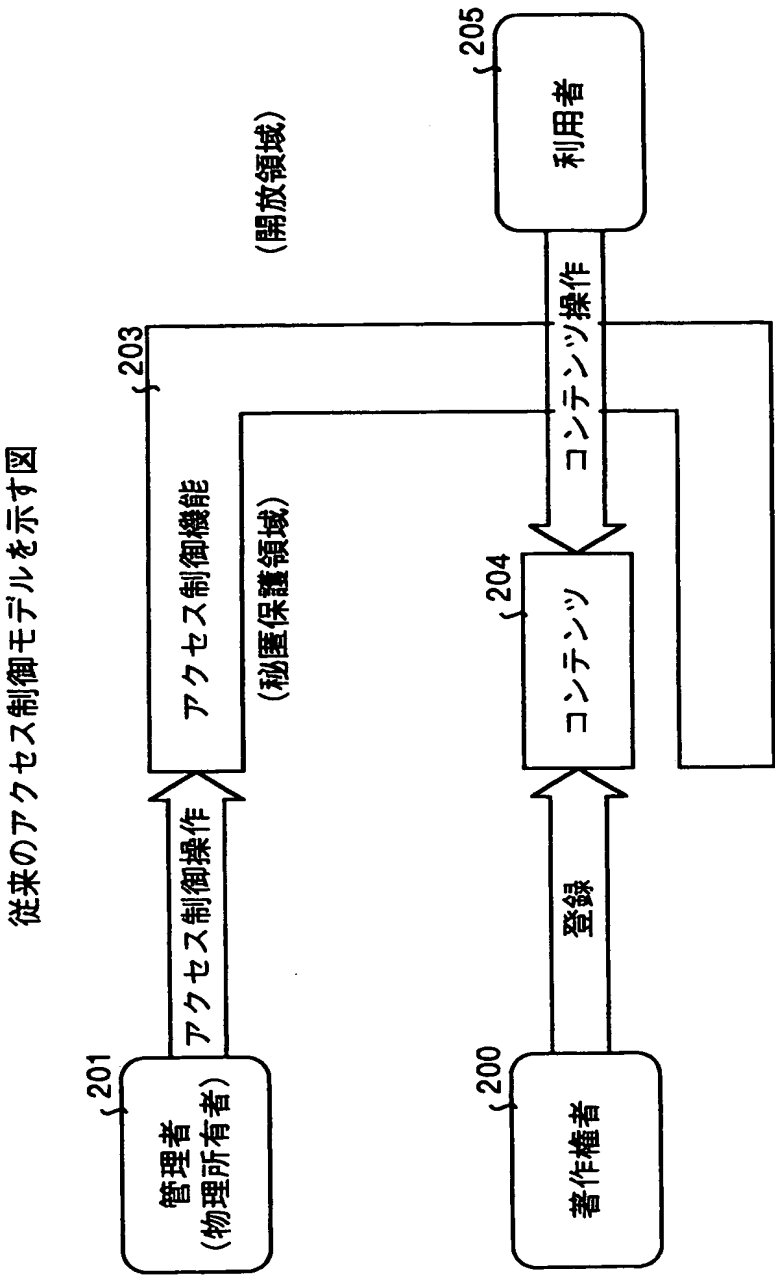 従来のアクセス制御モデルを示す図
201
管理者
(物理所有者)
アクセス制御操作
203
アクセス制御機能
(秘匿保護領域)
(開放領域)
200
著作権者
登録
204
コンテンツ
コンテンツ操作
205
利用者